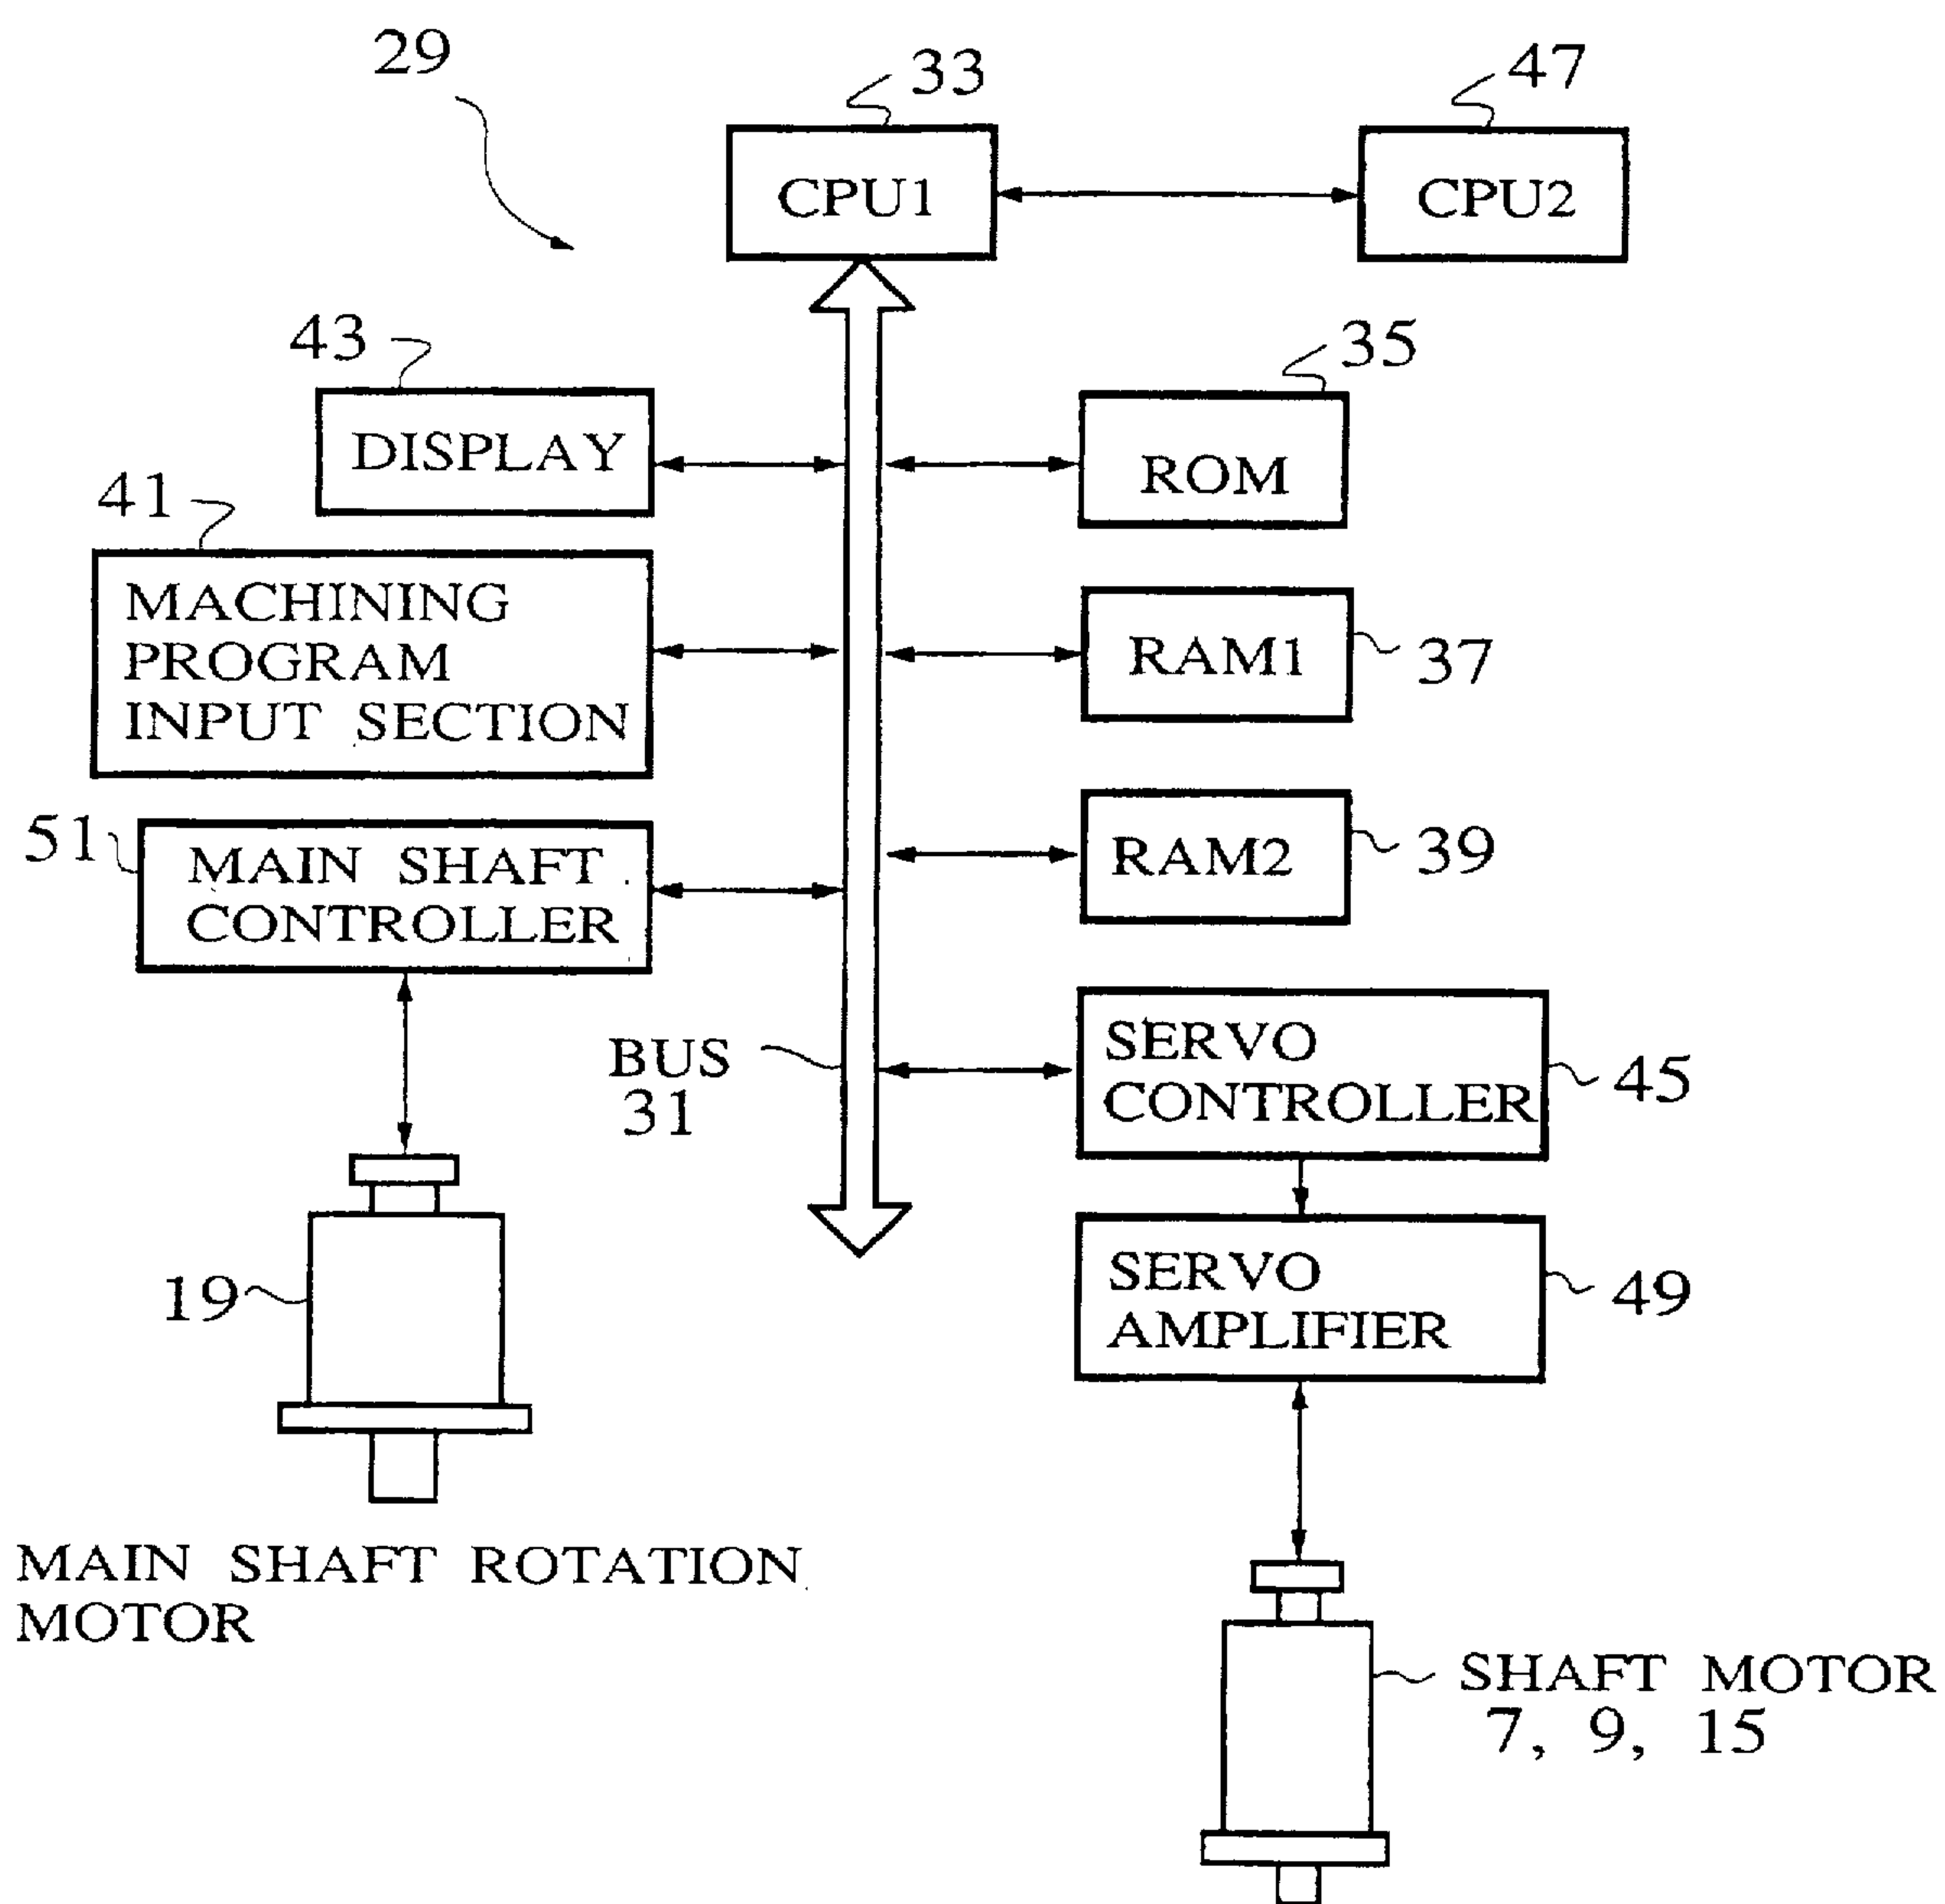 29
33
47
CPU1
CPU2
43
35
DISPLAY
ROM
41
MACHINING
PROGRAM
INPUT SECTION
RAM1
37
51
MAIN SHAFT
CONTROLLER
RAM2
39
BUS
31
SERVO
CONTROLLER
45
19
SERVO
AMPLIFIER
49
MAIN SHAFT ROTATION
MOTOR
SHAFT MOTOR
7, 9, 15